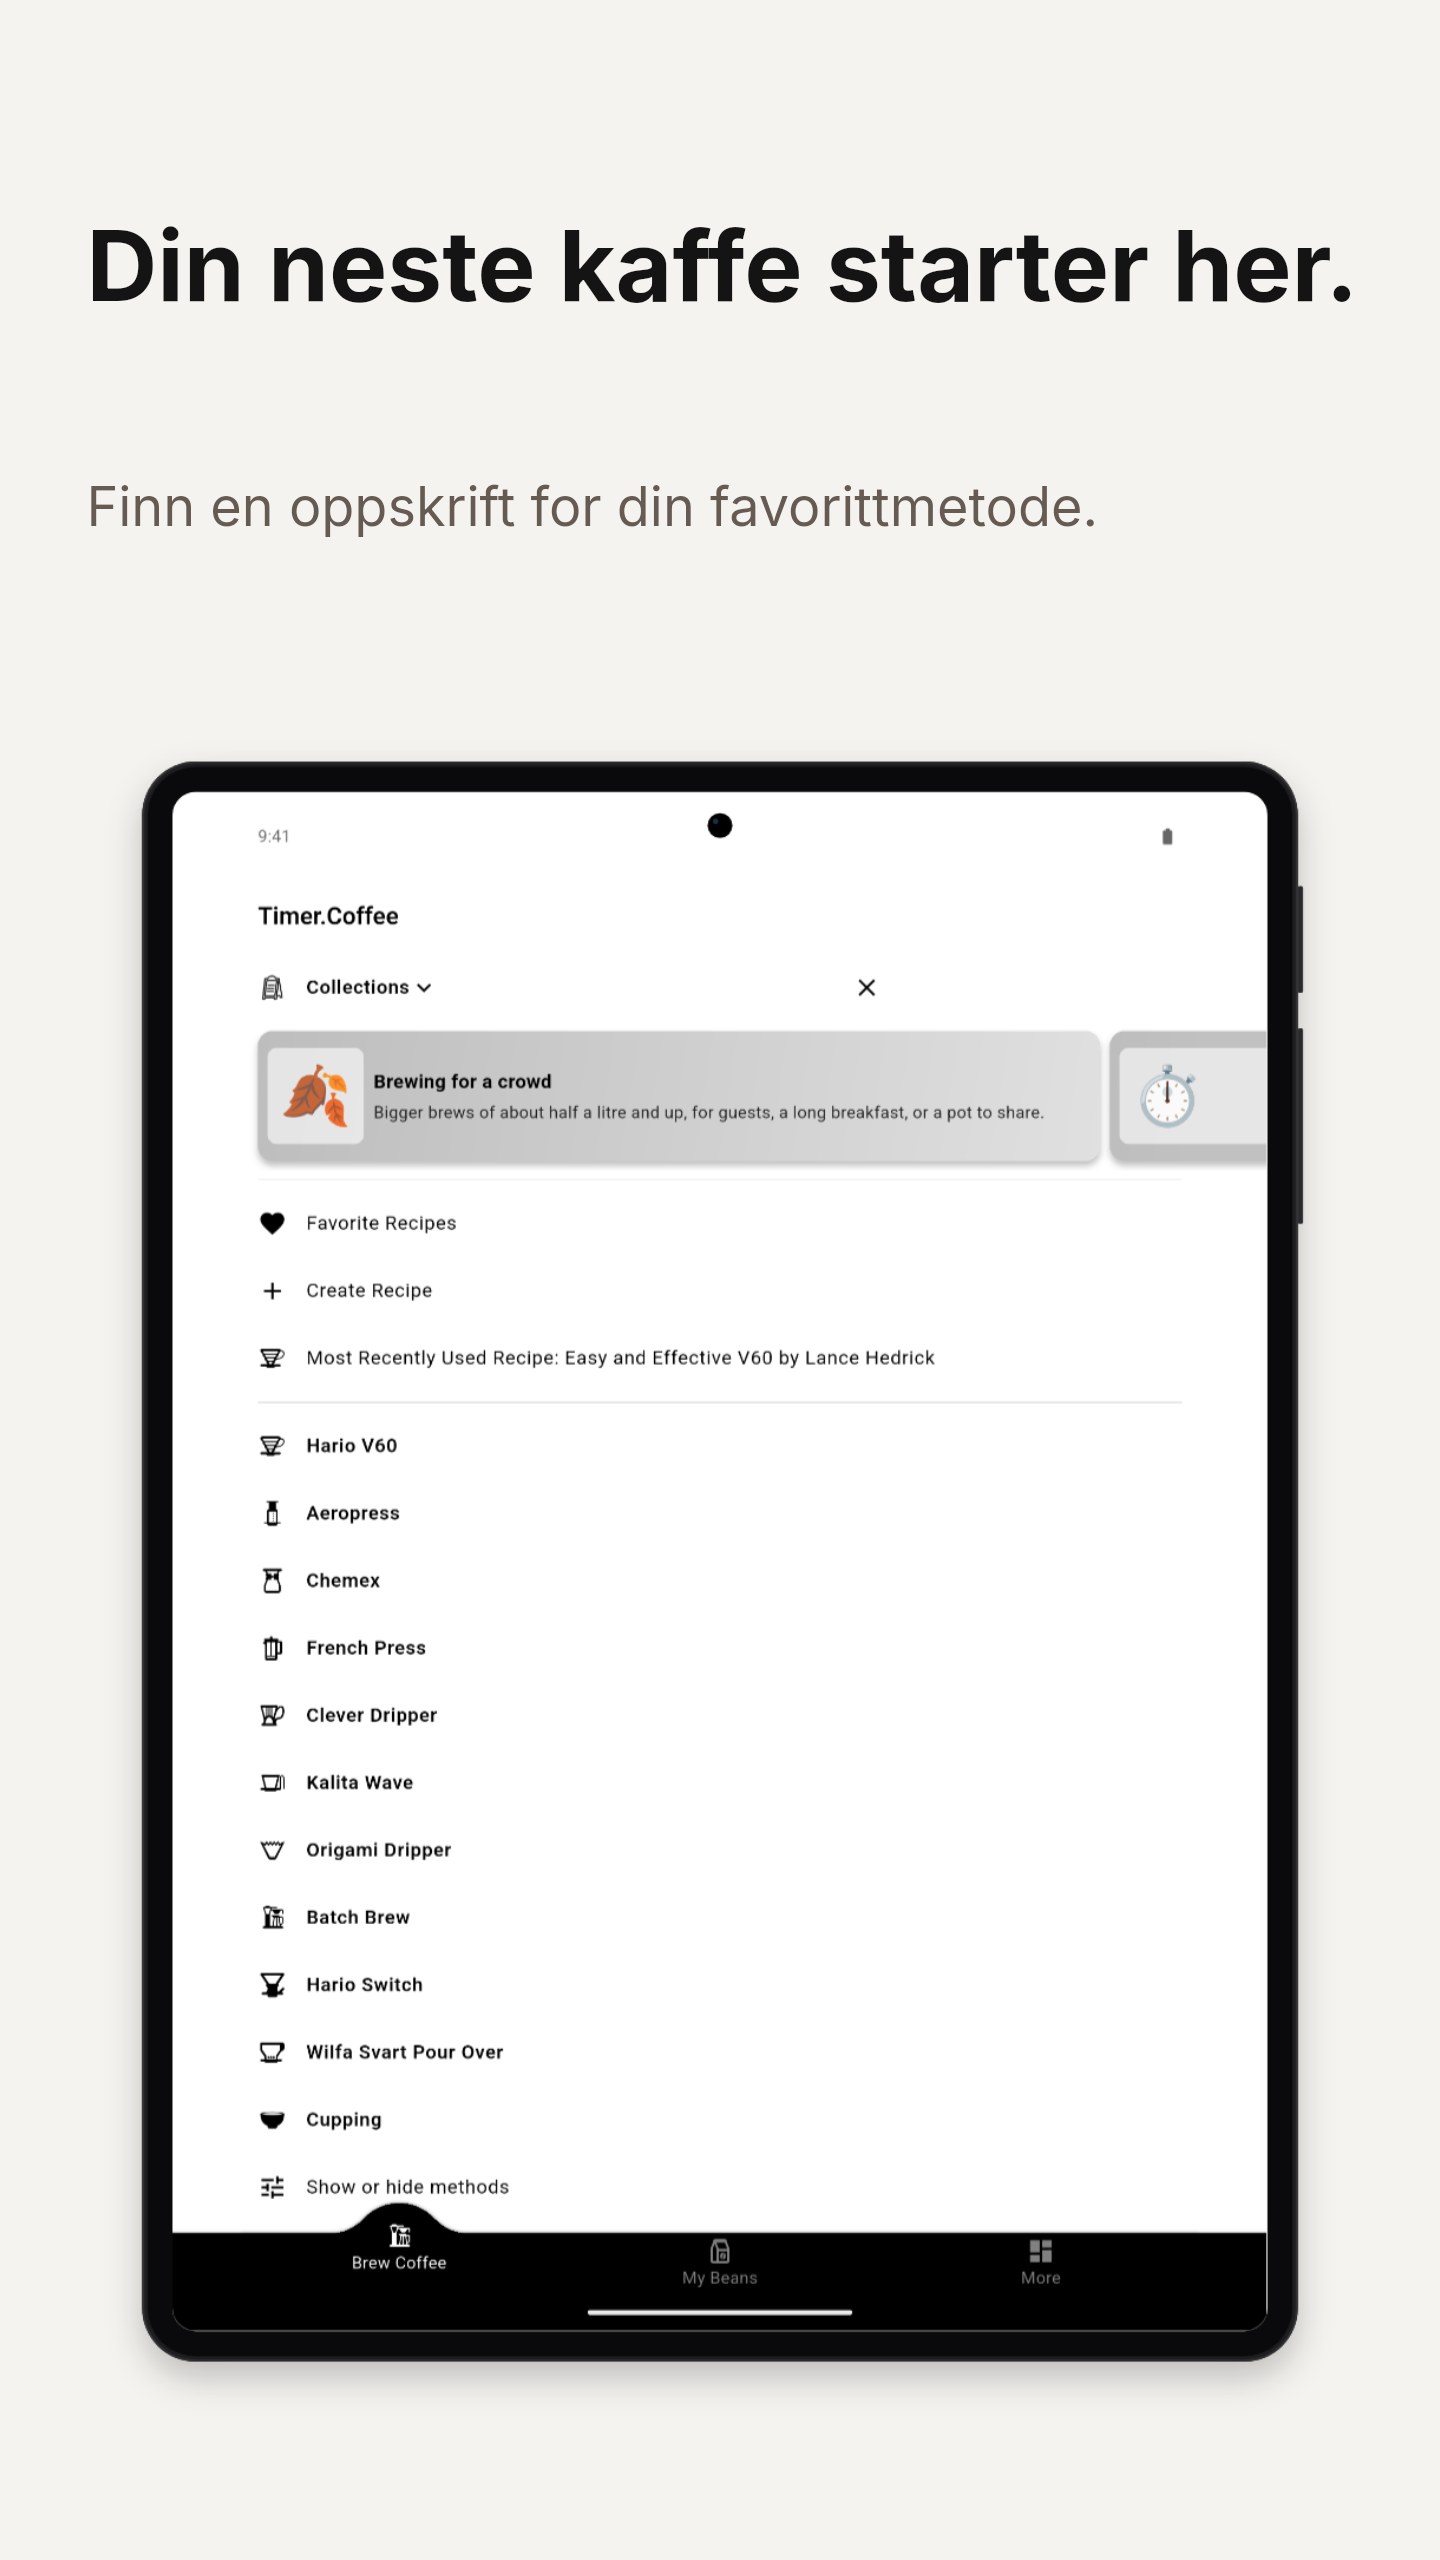 Din neste kaffe starter her.
Finn en oppskrift for din favorittmetode.
9:41
Timer.Coffee
Collections
Brewing for a crowd
Bigger brews of about half a litre and up, for guests, a long breakfast, or a pot to share.
Favorite Recipes
Create Recipe
Most Recently Used Recipe: Easy and Effective V60 by Lance Hedrick
Hario V60
Aeropress
Chemex
French Press
Clever Dripper
Kalita Wave
Origami Dripper
Batch Brew
Hario Switch
Wilfa Svart Pour Over
Cupping
Show or hide methods
Brew Coffee
My Beans
More